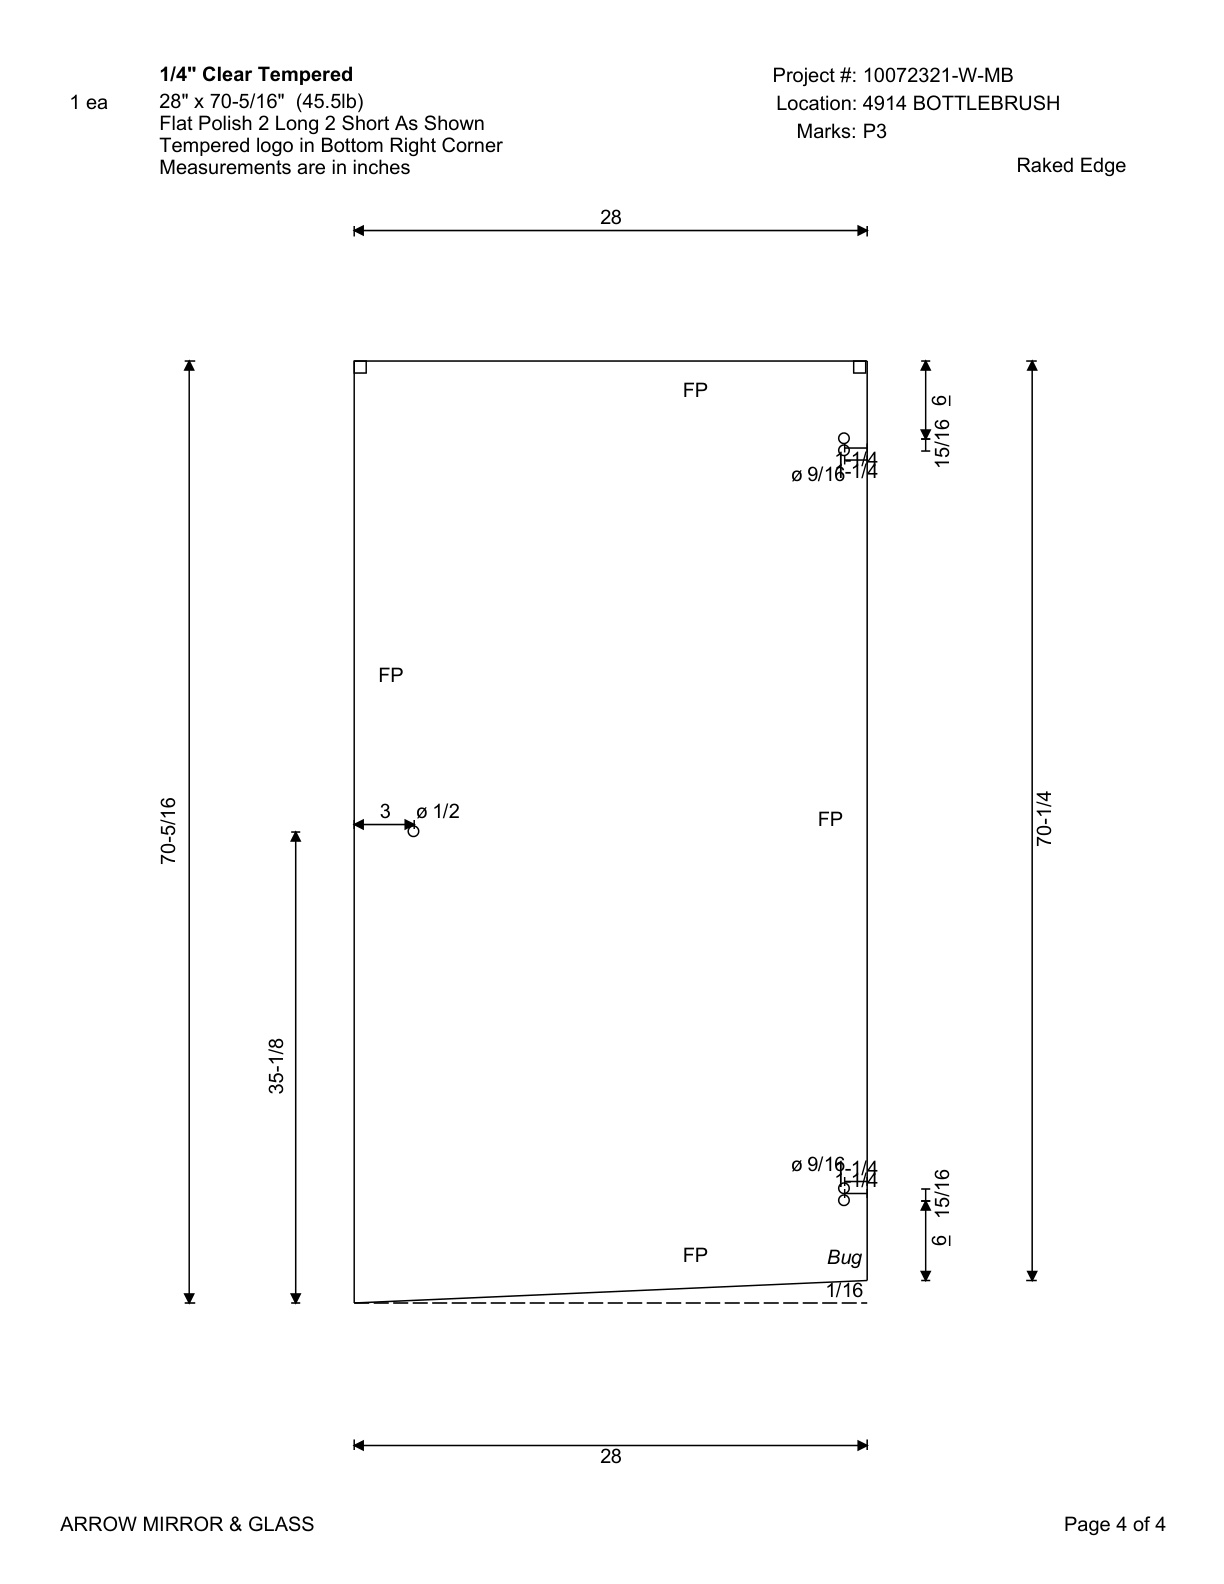 1/4" Clear Tempered
1 ea
28" x 70-5/16"  (45.5lb)
Flat Polish 2 Long 2 Short As Shown
Tempered logo in Bottom Right Corner
Measurements are in inches
Project #: 10072321-W-MB
Location: 4914 BOTTLEBRUSH
Marks: P3
Raked Edge
28
FP
6
15/16
1-1/4
ø 9/16
1-1/4
FP
3
ø 1/2
FP
70-5/16
70-1/4
35-1/8
ø 9/16
1-1/4
1-1/4
15/16
6
FP
Bug
1/16
28
ARROW MIRROR & GLASS
Page 4 of 4